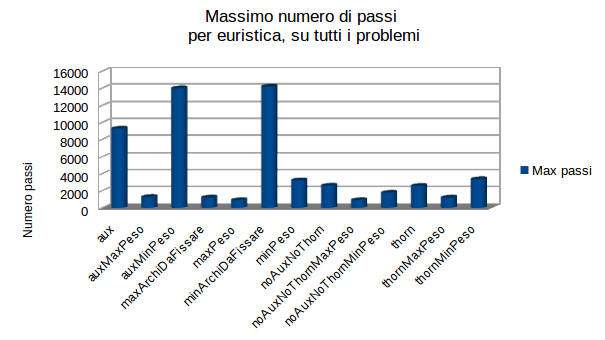 Massimo numero di passi
per euristica, su tutti i problemi
16000
14000
12000
10000
8000
6000
4000
2000
0
Numero passi
Max passi
aux
auxMaxPeso
auxMinPeso
maxArchiDaFissare
maxPeso
minArchiDaFissare
minPeso
noAuxNoThorn
noAuxNoThornMaxPeso
noAuxNoThornMinPeso
thorn
thornMaxPeso
thornMinPeso